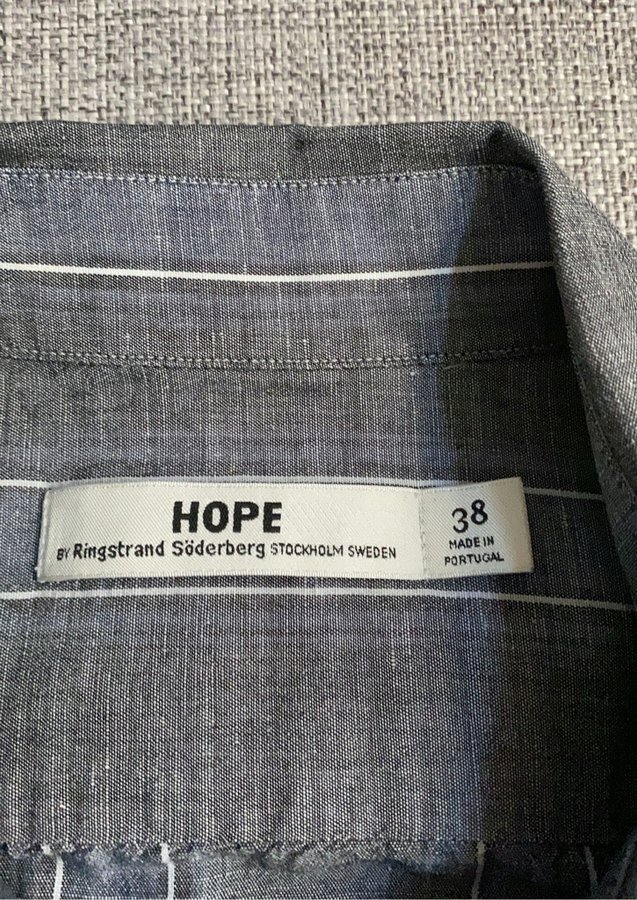 HOPE
BY Ringstrand Söderberg STOCKHOLM SWEDEN
38
MADE IN
PORTUGAL